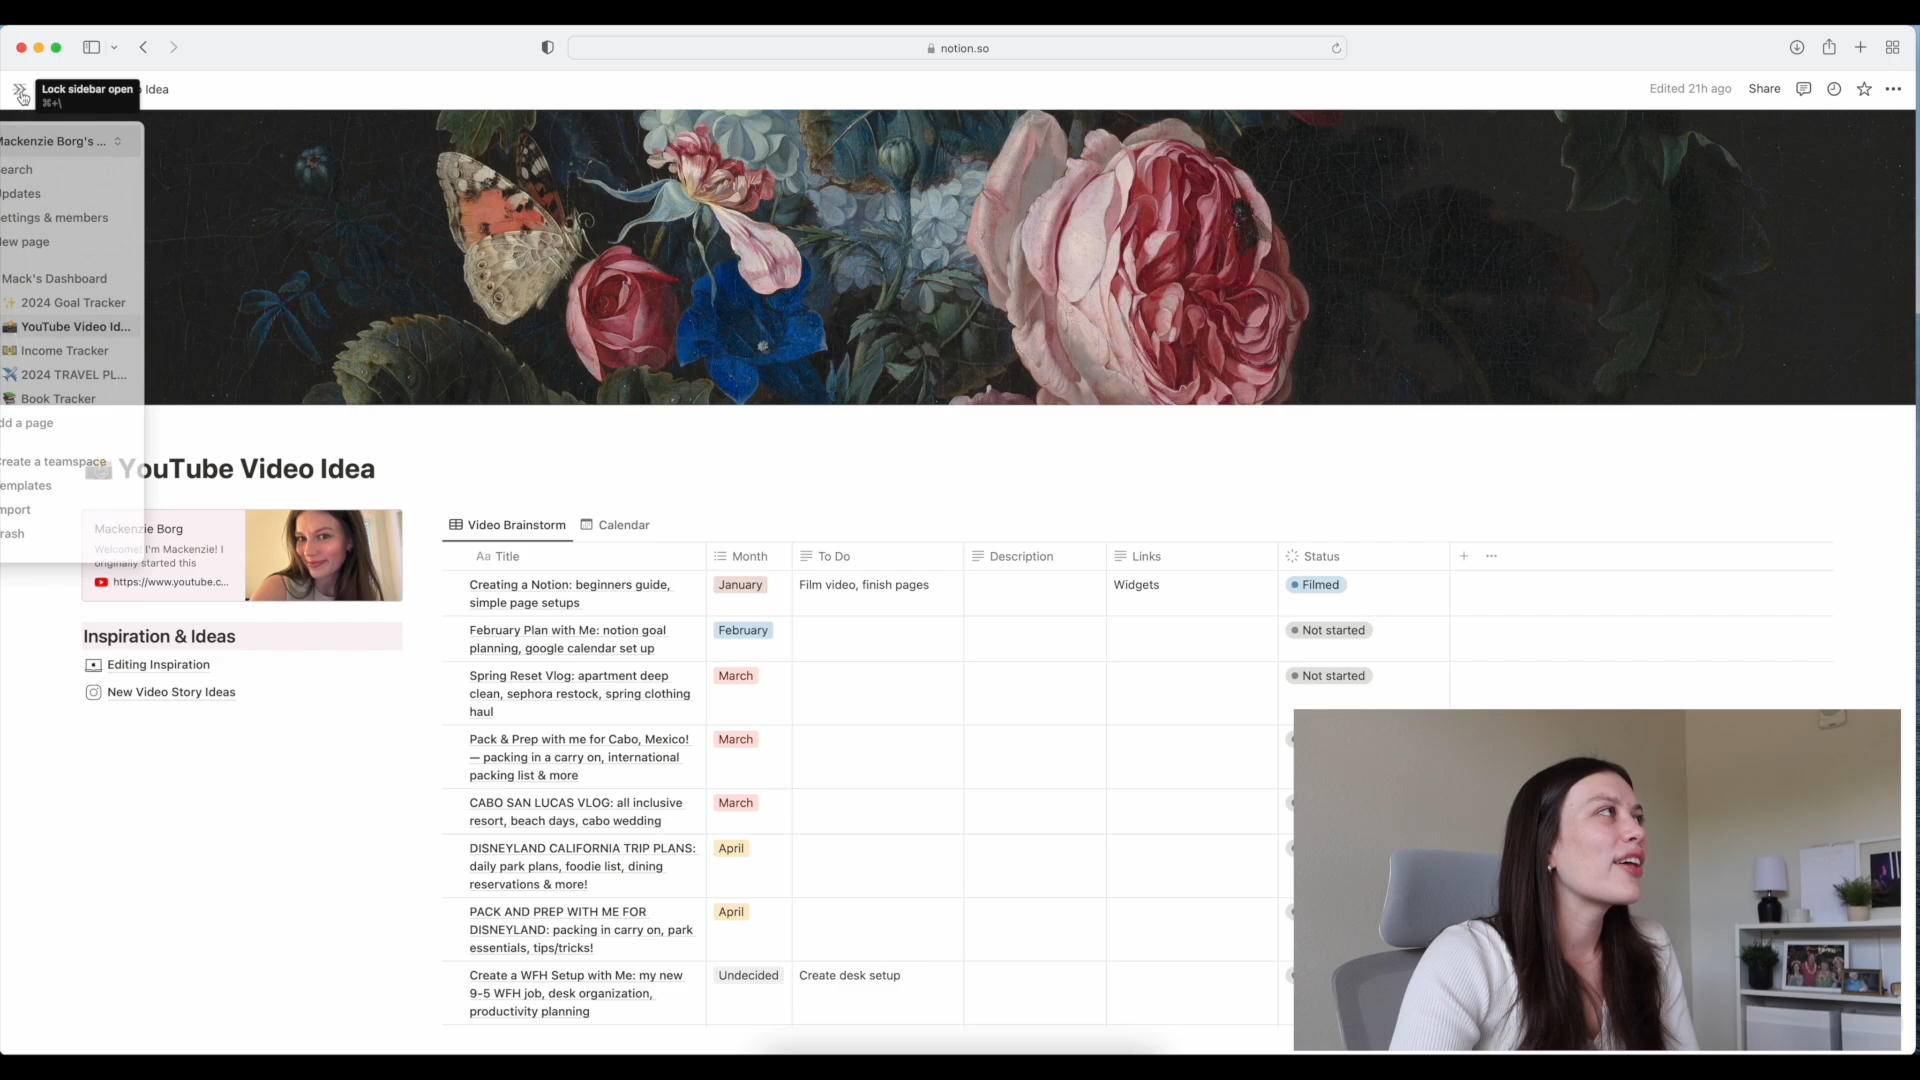 notion.so
Lock sidebar open
⌘+\
Idea
Edited 21h ago
Share
Mackenzie Borg's ...
earch
pdates
ettings & members
ew page
Mack's Dashboard
2024 Goal Tracker
YouTube Video Id...
Income Tracker
2024 TRAVEL PL...
Book Tracker
dd a page
reate a teamspace
emplates
mport
rash
YouTube Video Idea
Mackenzie Borg
Welcome! I'm Mackenzie! I
originally started this
https://www.youtube.c...
Inspiration & Ideas
Editing Inspiration
New Video Story Ideas
Video Brainstorm
Calendar
Aa Title
Month
To Do
Description
Links
Status
Creating a Notion: beginners guide,
simple page setups
January
Film video, finish pages
Widgets
Filmed
February Plan with Me: notion goal
planning, google calendar set up
February
Not started
Spring Reset Vlog: apartment deep
clean, sephora restock, spring clothing
haul
March
Not started
Pack & Prep with me for Cabo, Mexico!
— packing in a carry on, international
packing list & more
March
CABO SAN LUCAS VLOG: all inclusive
resort, beach days, cabo wedding
March
DISNEYLAND CALIFORNIA TRIP PLANS:
daily park plans, foodie list, dining
reservations & more!
April
PACK AND PREP WITH ME FOR
DISNEYLAND: packing in carry on, park
essentials, tips/tricks!
April
Create a WFH Setup with Me: my new
9-5 WFH job, desk organization,
productivity planning
Undecided
Create desk setup